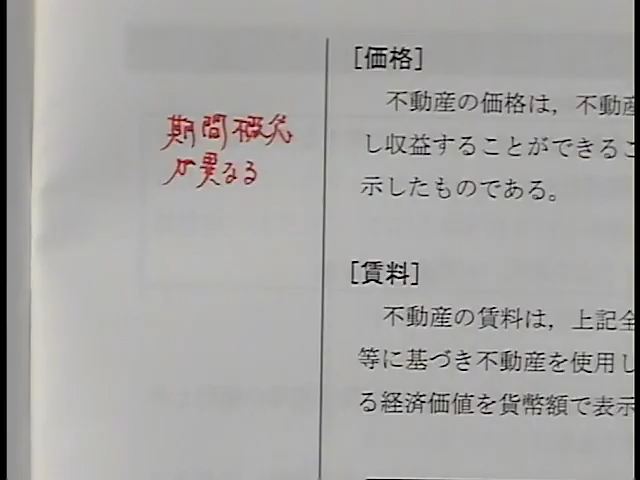 期間概念
が異なる
[価格]
不動産の価格は，不動産
し収益することができるこ
示したものである。
[賃料]
不動産の賃料は，上記全
等に基づき不動産を使用し
る経済価値を貨幣額で表示